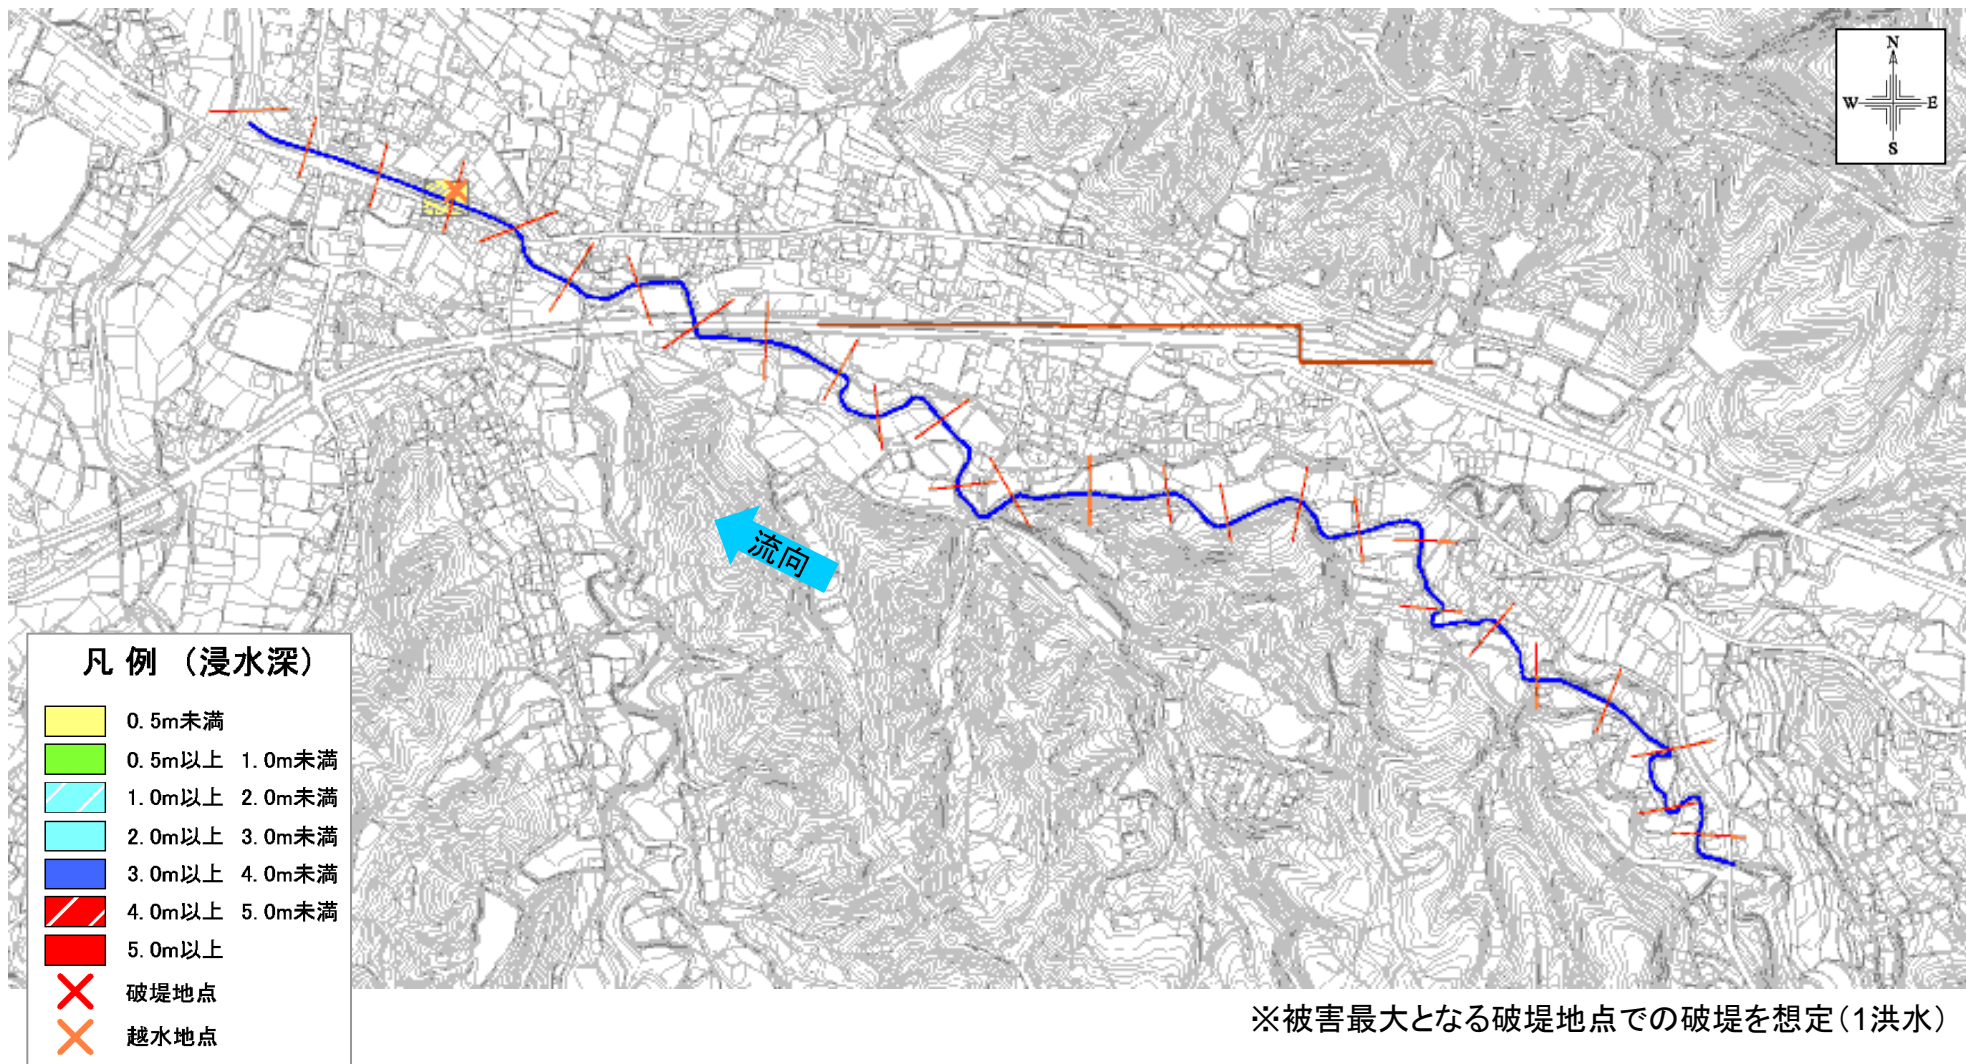 N
W E
S
流向
凡 例 (浸水深)
0.5m未満
0.5m以上 1.0m未満
1.0m以上 2.0m未満
2.0m以上 3.0m未満
3.0m以上 4.0m未満
4.0m以上 5.0m未満
5.0m以上
破堤地点
越水地点
※被害最大となる破堤地点での破堤を想定(1洪水)